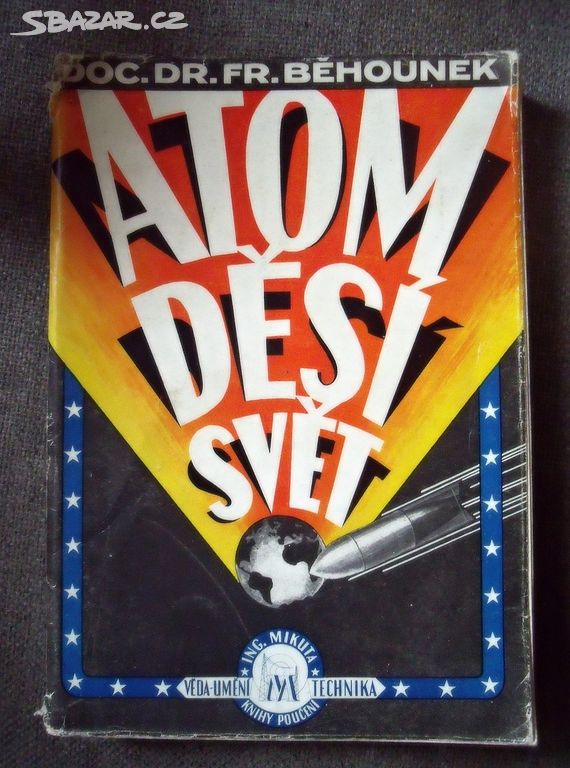 SBAZAR.CZ
DOC. DR. FR. BĚHOUNEK
ATOM
DĚSÍ
SVĚT
ING. MIKUTA
VĚDA-UMĚNÍ TECHNIKA
KNIHY POUČENÍ